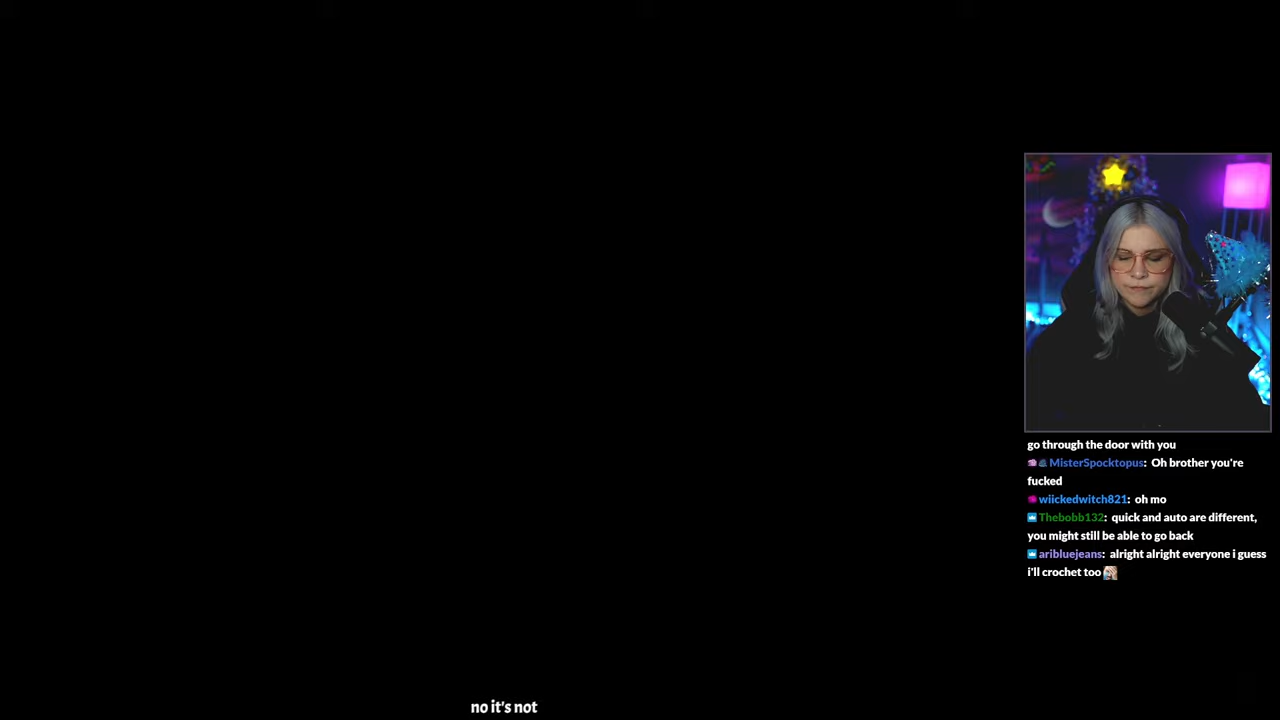 go through the door with you
MisterSpocktopus: Oh brother you're
fucked
wiickedwitch821: oh mo
Thebobb132: quick and auto are different,
you might still be able to go back
aribluejeans: alright alright everyone i guess
i'll crochet too
no it's not